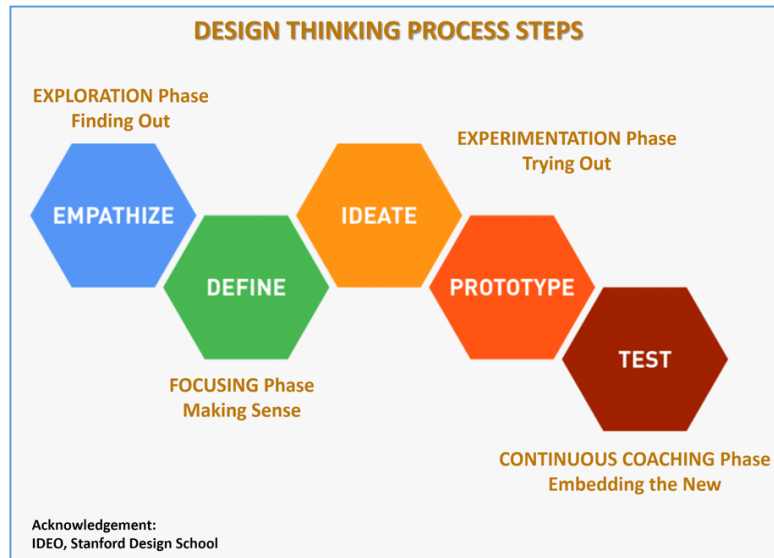 DESIGN THINKING PROCESS STEPS
EXPLORATION Phase
Finding Out
EXPERIMENTATION Phase
Trying Out
EMPATHIZE
IDEATE
DEFINE
PROTOTYPE
TEST
FOCUSING Phase
Making Sense
CONTINUOUS COACHING Phase
Embedding the New
Acknowledgement:
IDEO, Stanford Design School